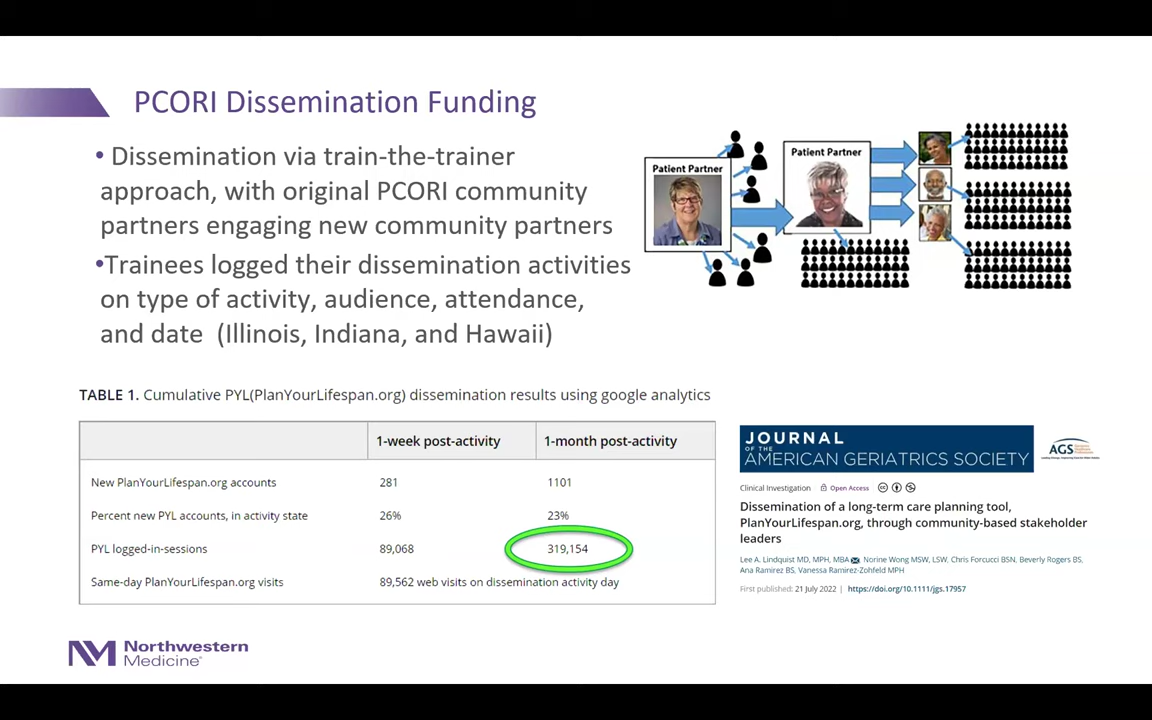 PCORI Dissemination Funding
• Dissemination via train-the-trainer
approach, with original PCORI community
partners engaging new community partners
•Trainees logged their dissemination activities
on type of activity, audience, attendance,
and date (Illinois, Indiana, and Hawaii)
Patient Partner
Patient Partner
TABLE 1. Cumulative PYL(PlanYourLifespan.org) dissemination results using google analytics
1-week post-activity 1-month post-activity
New PlanYourLifespan.org accounts 281 1101
Percent new PYL accounts, in activity state 26% 23%
PYL logged-in-sessions 89,068 319,154
Same-day PlanYourLifespan.org visits 89,562 web visits on dissemination activity day
JOURNAL
OF THE
AMERICAN GERIATRICS SOCIETY
AGS
Clinical Investigation Open Access
Dissemination of a long-term care planning tool,
PlanYourLifespan.org, through community-based stakeholder
leaders
Lee A. Lindquist MD, MPH, MBA, Norine Wong MSW, LSW, Chris Forcucci BSN, Beverly Rogers BS,
Ana Ramirez BS, Vanessa Ramirez-Zohfeld MPH
First published: 21 July 2022 | https://doi.org/10.1111/jgs.17957
NM Northwestern
Medicine®